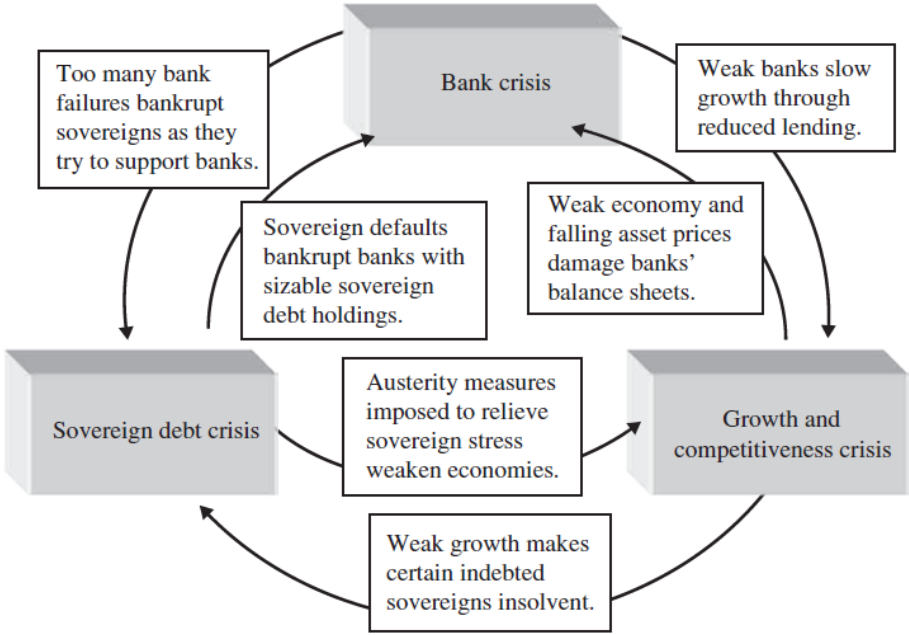 Bank crisis
Too many bank
failures bankrupt
sovereigns as they
try to support banks.
Weak banks slow
growth through
reduced lending.
Sovereign defaults
bankrupt banks with
sizable sovereign
debt holdings.
Weak economy and
falling asset prices
damage banks’
balance sheets.
Sovereign debt crisis
Austerity measures
imposed to relieve
sovereign stress
weaken economies.
Growth and
competitiveness crisis
Weak growth makes
certain indebted
sovereigns insolvent.